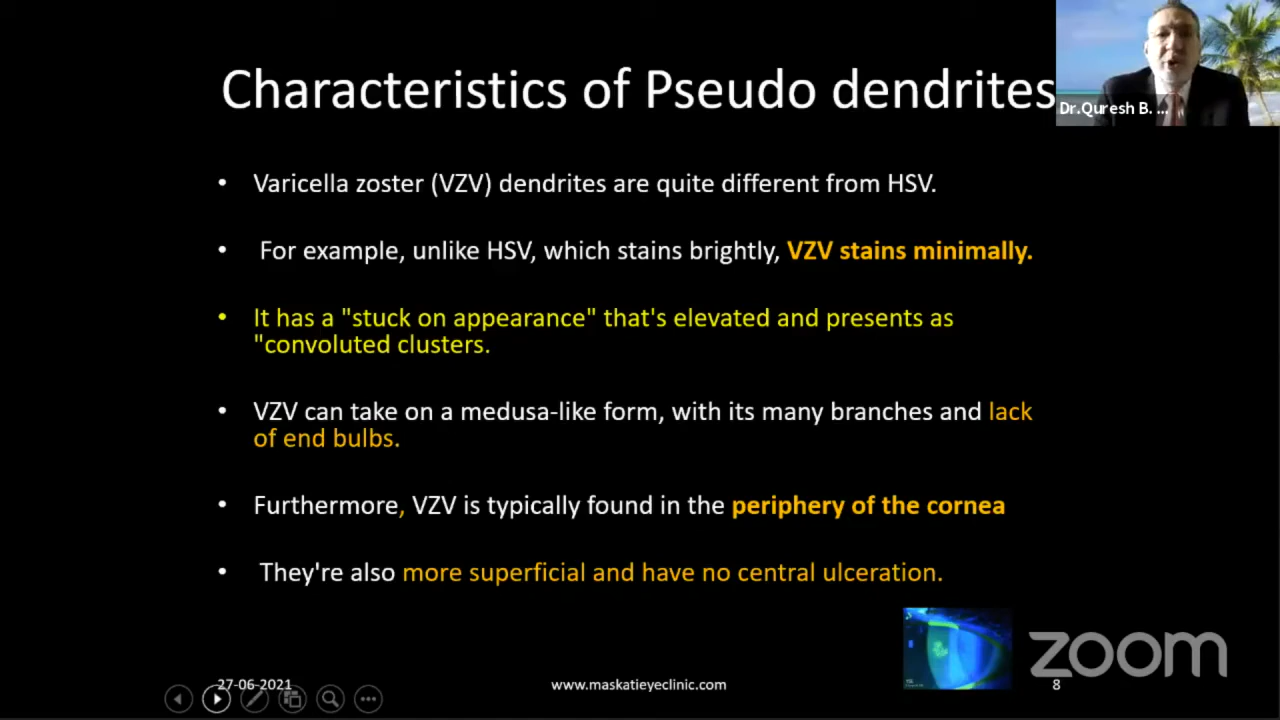 Characteristics of Pseudo dendrites
Dr.Quresh B. ...
• Varicella zoster (VZV) dendrites are quite different from HSV.
• For example, unlike HSV, which stains brightly, VZV stains minimally.
• It has a "stuck on appearance" that's elevated and presents as
"convoluted clusters.
• VZV can take on a medusa-like form, with its many branches and lack
of end bulbs.
• Furthermore, VZV is typically found in the periphery of the cornea
• They're also more superficial and have no central ulceration.
zoom
27-06-2021
www.maskatieyeclinic.com
8